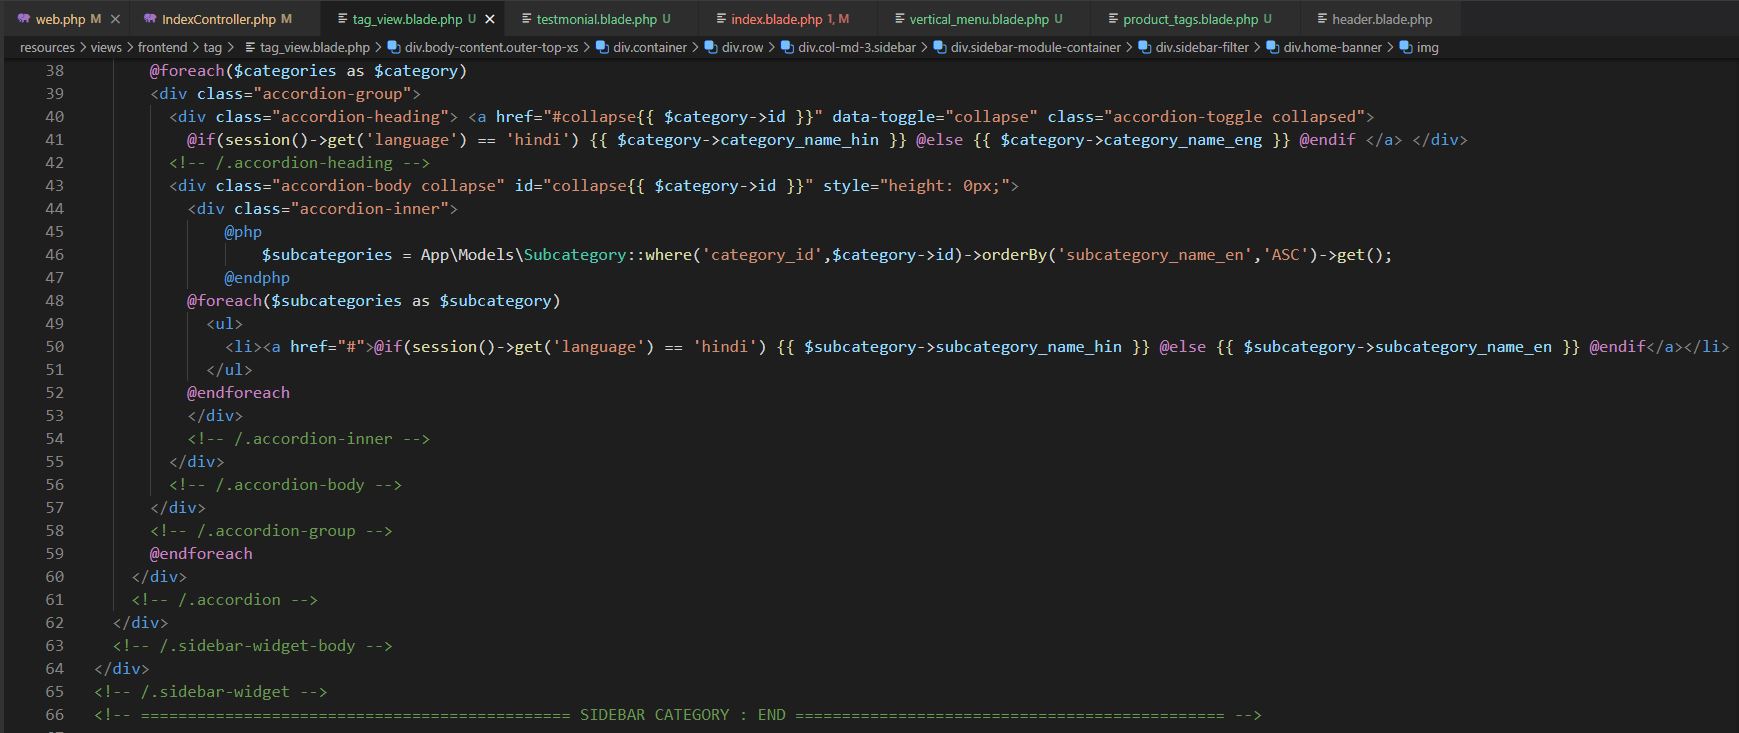 web.php M IndexController.php M tag_view.blade.php U testmonial.blade.php U index.blade.php 1, M vertical_menu.blade.php U product_tags.blade.php U header.blade.php
resources > views > frontend > tag > tag_view.blade.php > div.body-content.outer-top-xs > div.container > div.row > div.col-md-3.sidebar > div.sidebar-module-container > div.sidebar-filter > div.home-banner > img
38 @foreach($categories as $category)
39 <div class="accordion-group">
40 <div class="accordion-heading"> <a href="#collapse{{ $category->id }}" data-toggle="collapse" class="accordion-toggle collapsed">
41 @if(session()->get('language') == 'hindi') {{ $category->category_name_hin }} @else {{ $category->category_name_eng }} @endif </a> </div>
42 <!-- /.accordion-heading -->
43 <div class="accordion-body collapse" id="collapse{{ $category->id }}" style="height: 0px;">
44 <div class="accordion-inner">
45 @php
46 $subcategories = App\Models\Subcategory::where('category_id',$category->id)->orderBy('subcategory_name_en','ASC')->get();
47 @endphp
48 @foreach($subcategories as $subcategory)
49 <ul>
50 <li><a href="#">@if(session()->get('language') == 'hindi') {{ $subcategory->subcategory_name_hin }} @else {{ $subcategory->subcategory_name_en }} @endif</a></li>
51 </ul>
52 @endforeach
53 </div>
54 <!-- /.accordion-inner -->
55 </div>
56 <!-- /.accordion-body -->
57 </div>
58 <!-- /.accordion-group -->
59 @endforeach
60 </div>
61 <!-- /.accordion -->
62 </div>
63 <!-- /.sidebar-widget-body -->
64 </div>
65 <!-- /.sidebar-widget -->
66 <!-- ============================================== SIDEBAR CATEGORY : END ============================================== -->